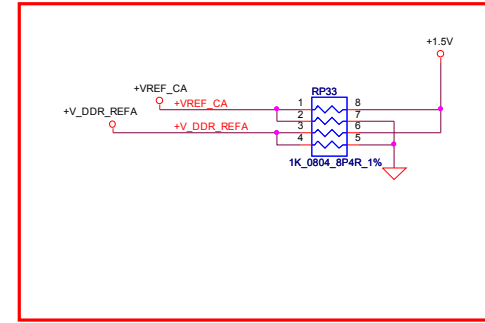 +1.5V
+VREF_CA
RP33
+VREF_CA
1 8
+V_DDR_REFA
2 7
+V_DDR_REFA
3 6
4 5
1K_0804_8P4R_1%